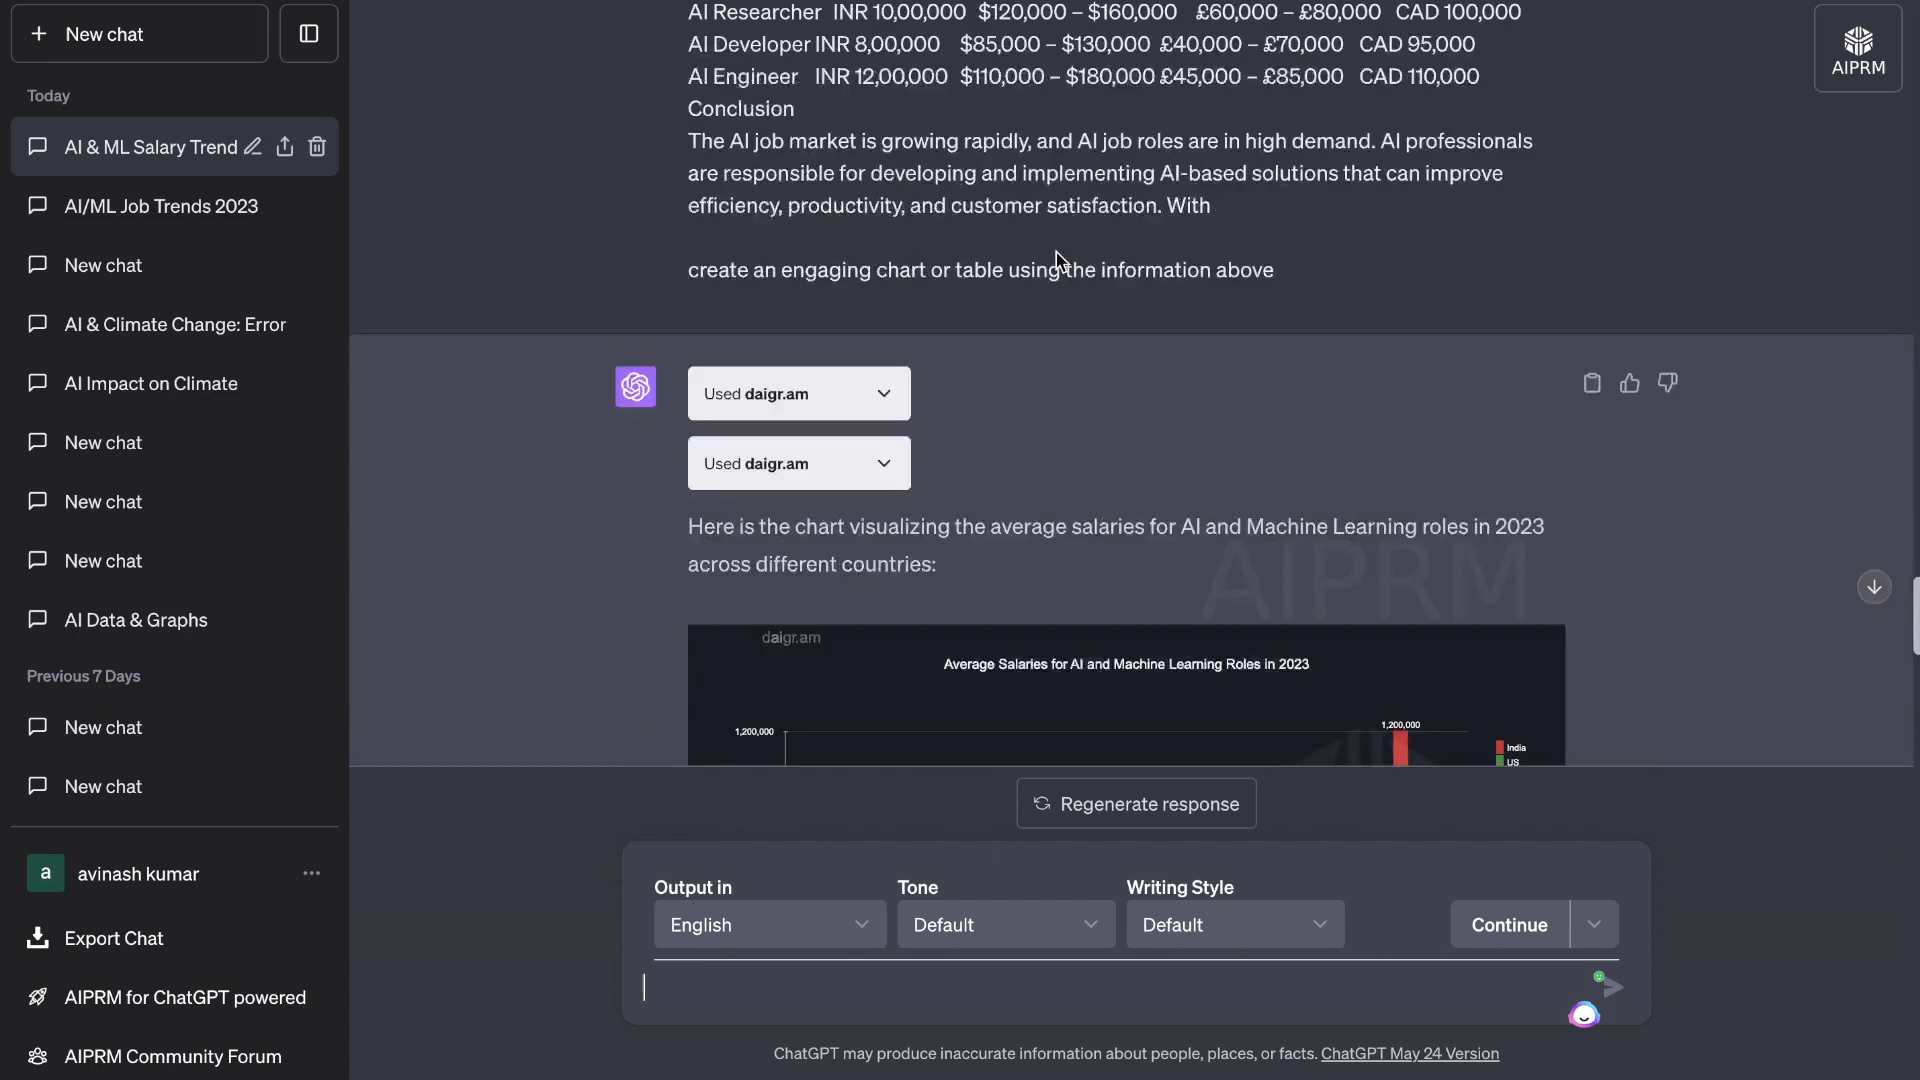 New chat
Today
AI & ML Salary Trend
AI/ML Job Trends 2023
New chat
AI & Climate Change: Error
AI Impact on Climate
New chat
New chat
New chat
AI Data & Graphs
Previous 7 Days
New chat
New chat
a avinash kumar
Export Chat
AIPRM for ChatGPT powered
AIPRM Community Forum
AI Researcher INR 10,00,000 $120,000 – $160,000 £60,000 – £80,000 CAD 100,000
AI Developer INR 8,00,000 $85,000 – $130,000 £40,000 – £70,000 CAD 95,000
AI Engineer INR 12,00,000 $110,000 – $180,000 £45,000 – £85,000 CAD 110,000
Conclusion
The AI job market is growing rapidly, and AI job roles are in high demand. AI professionals
are responsible for developing and implementing AI-based solutions that can improve
efficiency, productivity, and customer satisfaction. With
create an engaging chart or table using the information above
AIPRM
Used daigr.am
Used daigr.am
Here is the chart visualizing the average salaries for AI and Machine Learning roles in 2023
across different countries:
AIPRM
daigr.am
Average Salaries for AI and Machine Learning Roles in 2023
1,200,000
1,200,000
India
US
Regenerate response
Output in Tone Writing Style
English Default Default Continue
ChatGPT may produce inaccurate information about people, places, or facts. ChatGPT May 24 Version